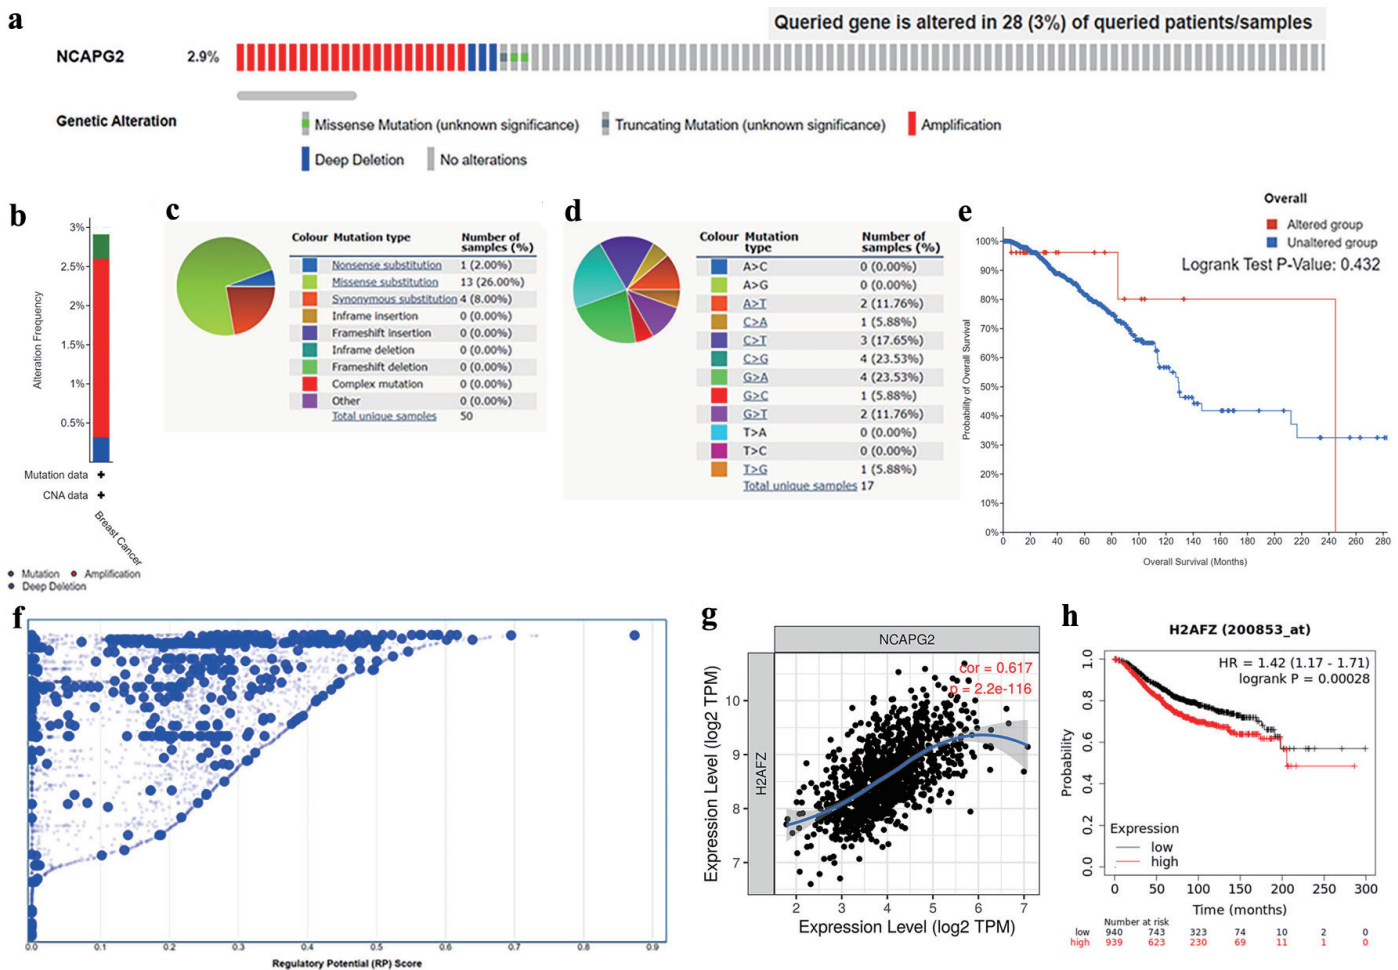 a
Queried gene is altered in 28 (3%) of queried patients/samples
NCAPG2 2.9%
Genetic Alteration
Missense Mutation (unknown significance) Truncating Mutation (unknown significance) Amplification
Deep Deletion No alterations
b
3%
2.5%
2%
1.5%
1%
0.5%
Alteration Frequency
Mutation data +
CNA data +
Breast Cancer
Mutation Amplification
Deep Deletion
c
Colour Mutation type Number of samples (%)
Nonsense substitution 1 (2.00%)
Missense substitution 13 (26.00%)
Synonymous substitution 4 (8.00%)
Inframe insertion 0 (0.00%)
Frameshift insertion 0 (0.00%)
Inframe deletion 0 (0.00%)
Frameshift deletion 0 (0.00%)
Complex mutation 0 (0.00%)
Other 0 (0.00%)
Total unique samples 50
d
Colour Mutation type Number of samples (%)
A>C 0 (0.00%)
A>G 0 (0.00%)
A>T 2 (11.76%)
C>A 1 (5.88%)
C>T 3 (17.65%)
C>G 4 (23.53%)
G>A 4 (23.53%)
G>C 1 (5.88%)
G>T 2 (11.76%)
T>A 0 (0.00%)
T>C 0 (0.00%)
T>G 1 (5.88%)
Total unique samples 17
e
Overall
Altered group
Unaltered group
Logrank Test P-Value: 0.432
100%
90%
80%
70%
60%
50%
40%
30%
20%
10%
0%
Probability of Overall Survival
0 20 40 60 80 100 120 140 160 180 200 220 240 260 280
Overall Survival (Months)
f
0.0 0.1 0.2 0.3 0.4 0.5 0.6 0.7 0.8 0.9
Regulatory Potential (RP) Score
g
NCAPG2
H2AFZ
cor = 0.617
p = 2.2e-116
10
9
8
7
Expression Level (log2 TPM)
2 3 4 5 6 7
Expression Level (log2 TPM)
h
H2AFZ (200853_at)
HR = 1.42 (1.17 - 1.71)
logrank P = 0.00028
1.0
0.8
0.6
0.4
0.2
0.0
Probability
Expression
low
high
0 50 100 150 200 250 300
Time (months)
Number at risk
low 940 743 323 74 10 2 0
high 939 623 230 69 11 1 0